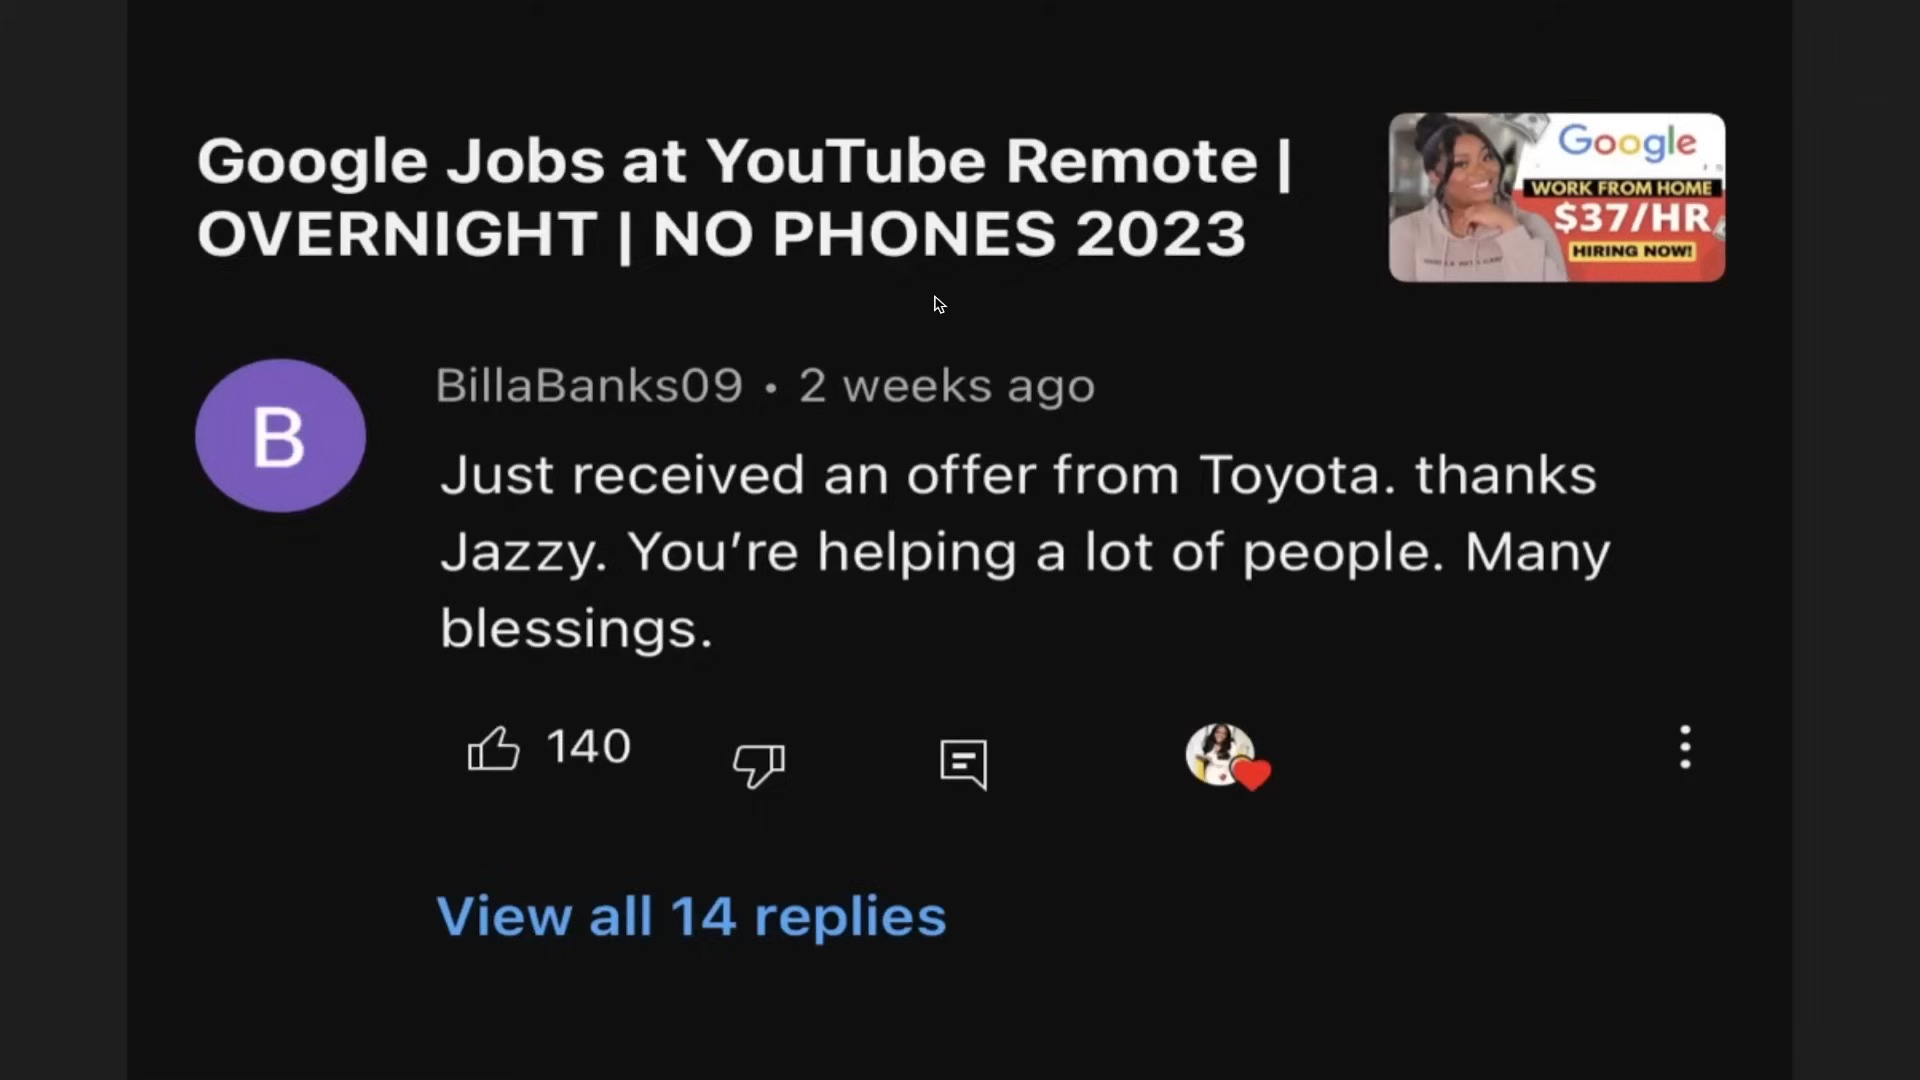 Google Jobs at YouTube Remote |
OVERNIGHT | NO PHONES 2023
Google
WORK FROM HOME
$37/HR
HIRING NOW!
B
BillaBanks09 • 2 weeks ago
Just received an offer from Toyota. thanks
Jazzy. You’re helping a lot of people. Many
blessings.
140
View all 14 replies